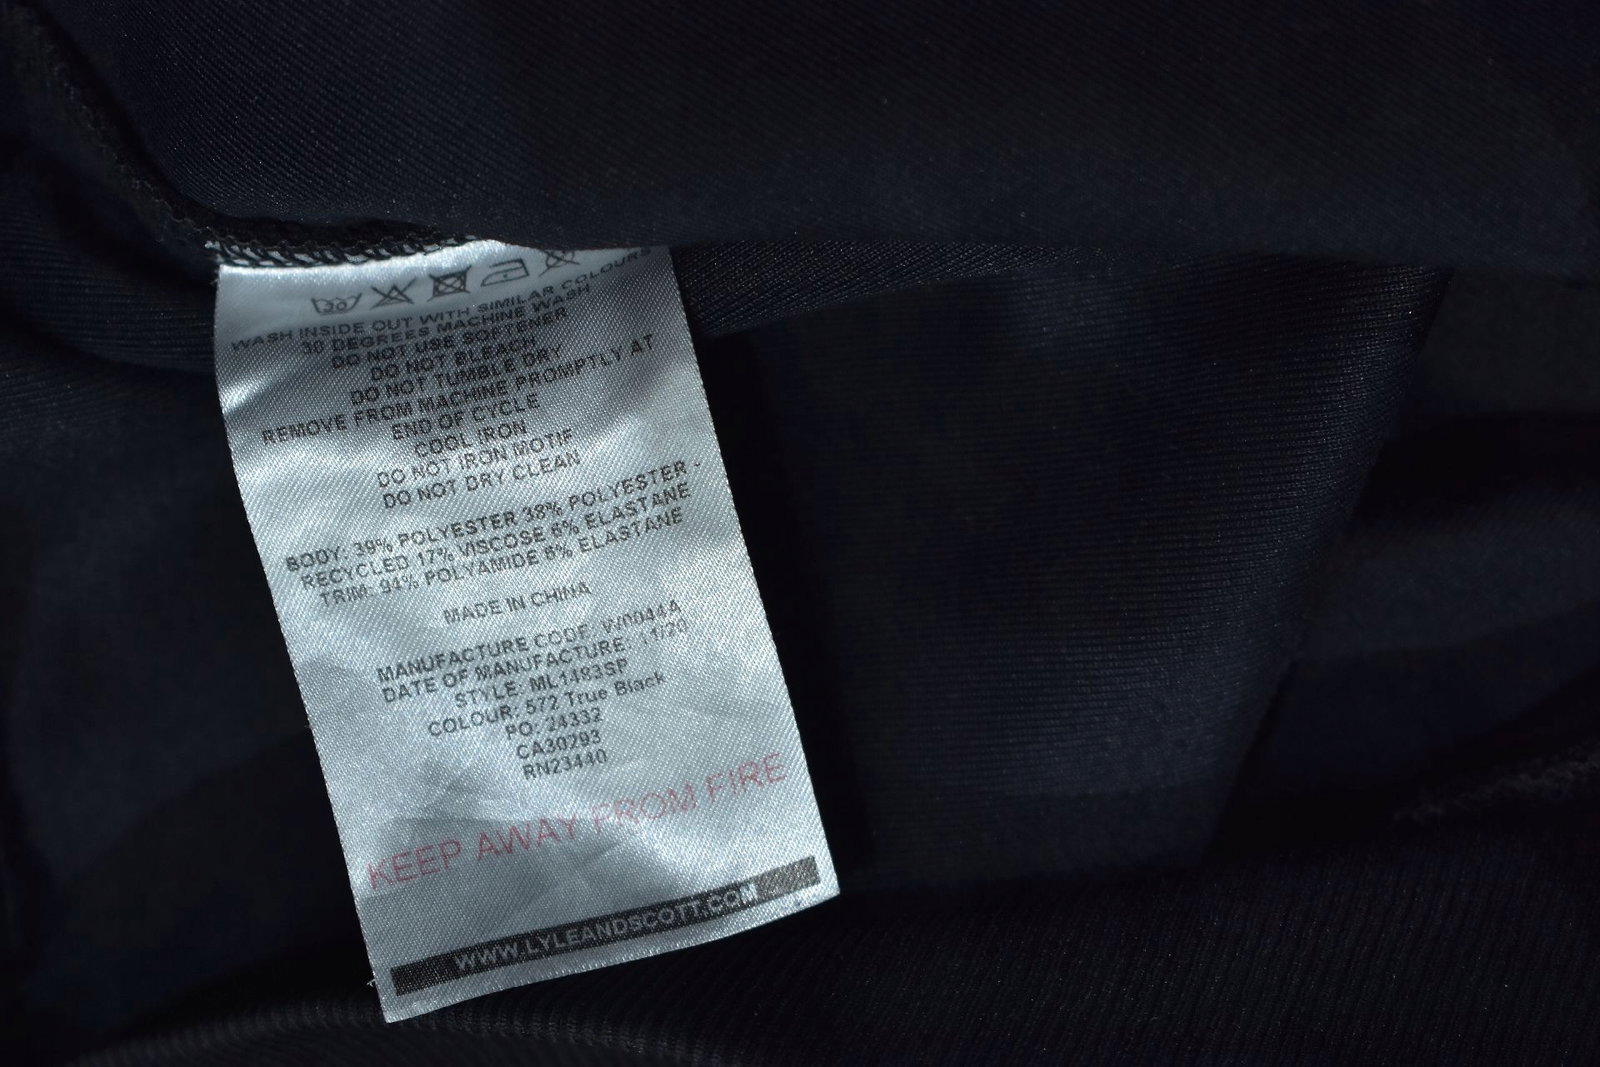 30
WASH INSIDE OUT WITH SIMILAR COLOURS
30 DEGREES MACHINE WASH
DO NOT USE SOFTENER
DO NOT BLEACH
DO NOT TUMBLE DRY
REMOVE FROM MACHINE PROMPTLY AT
END OF CYCLE
COOL IRON
DO NOT IRON MOTIF
DO NOT DRY CLEAN
BODY: 39% POLYESTER 38% POLYESTER -
RECYCLED 17% VISCOSE 6% ELASTANE
TRIM: 94% POLYAMIDE 6% ELASTANE
MADE IN CHINA
MANUFACTURE CODE: W0044A
DATE OF MANUFACTURE: 11/20
STYLE: ML1483SP
COLOUR: 572 True Black
PO: 24332
CA30293
RN23440
KEEP AWAY FROM FIRE
WWW.LYLEANDSCOTT.COM